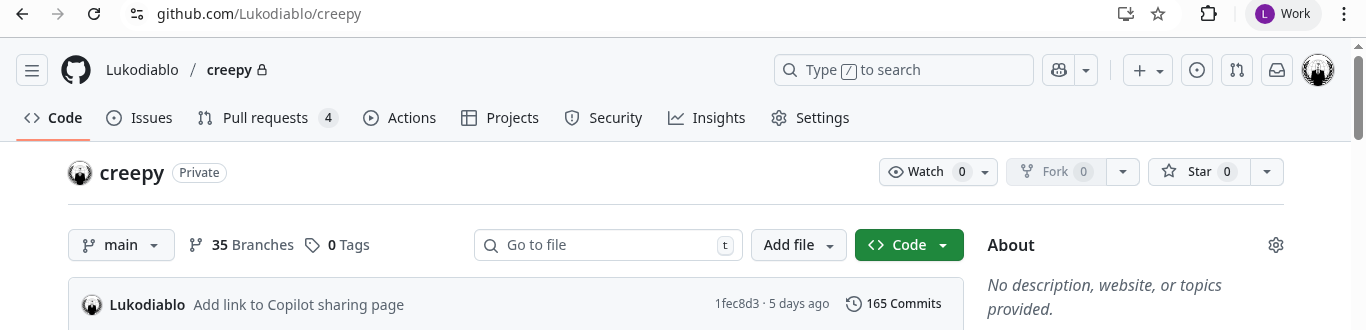 github.com/Lukodiablo/creepy
L Work
Lukodiablo / creepy
Type / to search
Code Issues Pull requests 4 Actions Projects Security Insights Settings
creepy Private
Watch 0 Fork 0 Star 0
main 35 Branches 0 Tags Go to file t Add file Code About
No description, website, or topics
provided.
Lukodiablo Add link to Copilot sharing page 1fec8d3 · 5 days ago 165 Commits